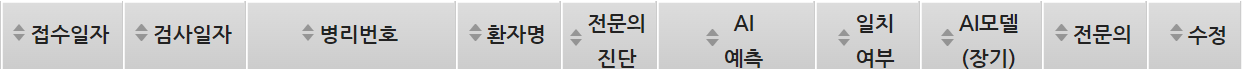 접수일자
검사일자
병리번호
환자명
전문의
진단
AI
예측
일치
여부
AI모델
(장기)
전문의
수정